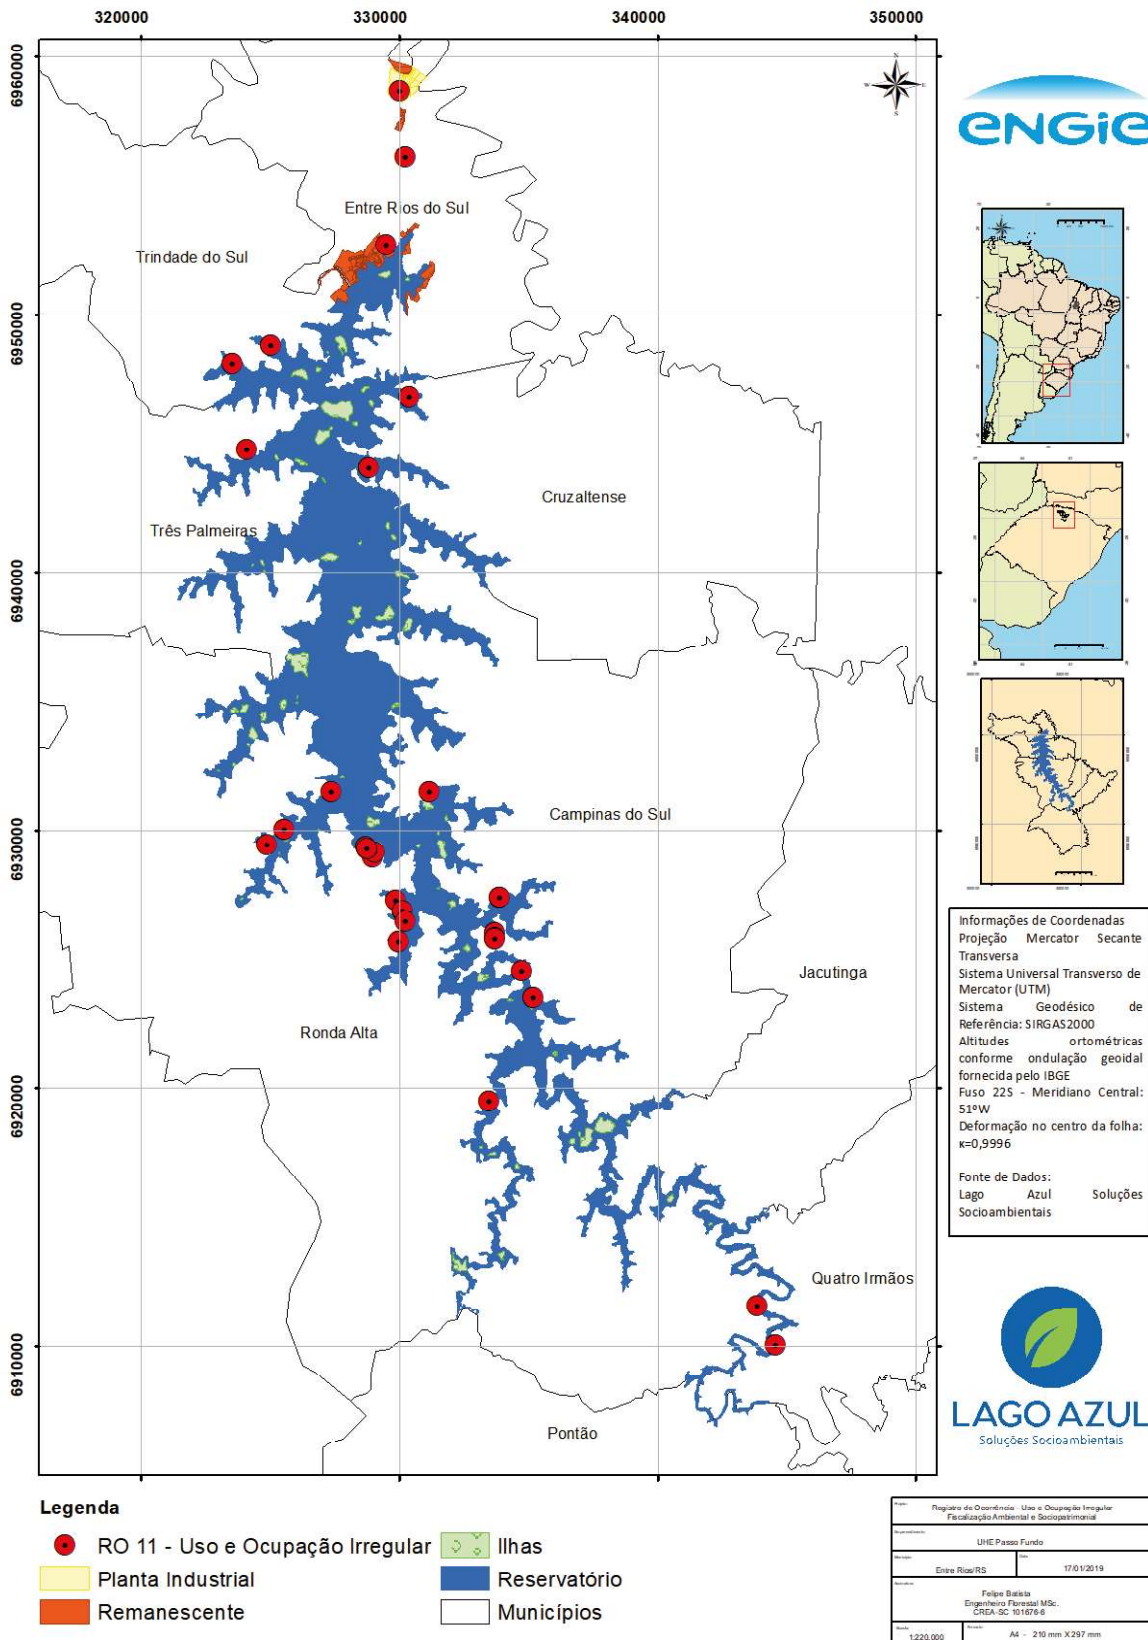 320000
330000
340000
350000
6960000
6950000
6940000
6930000
6920000
6910000
Entre Rios do Sul
Trindade do Sul
Cruzaltense
Três Palmeiras
Campinas do Sul
Jacutinga
Ronda Alta
Quatro Irmãos
Pontão
N
W
E
S
ENGIE
Informações de Coordenadas
Projeção Mercator Secante
Transversa
Sistema Universal Transverso de
Mercator (UTM)
Sistema Geodésico de
Referência: SIRGAS2000
Altitudes ortométricas
conforme ondulação geoidal
fornecida pelo IBGE
Fuso 22S - Meridiano Central:
51ºW
Deformação no centro da folha:
K=0,9996
Fonte de Dados:
Lago Azul Soluções
Socioambientais
LAGO AZUL
Soluções Socioambientais
Legenda
RO 11 - Uso e Ocupação Irregular
Planta Industrial
Remanescente
Ilhas
Reservatório
Municípios
Registro de Ocorrência - Uso e Ocupação Irregular
Fiscalização Ambiental e Sociopatrimonial
UHE Passo Fundo
Entre Rios/RS
17/01/2019
Felipe Batista
Engenheiro Florestal MSc.
CREA-SC 101676-6
1:220.000
A4 - 210 mm X 297 mm